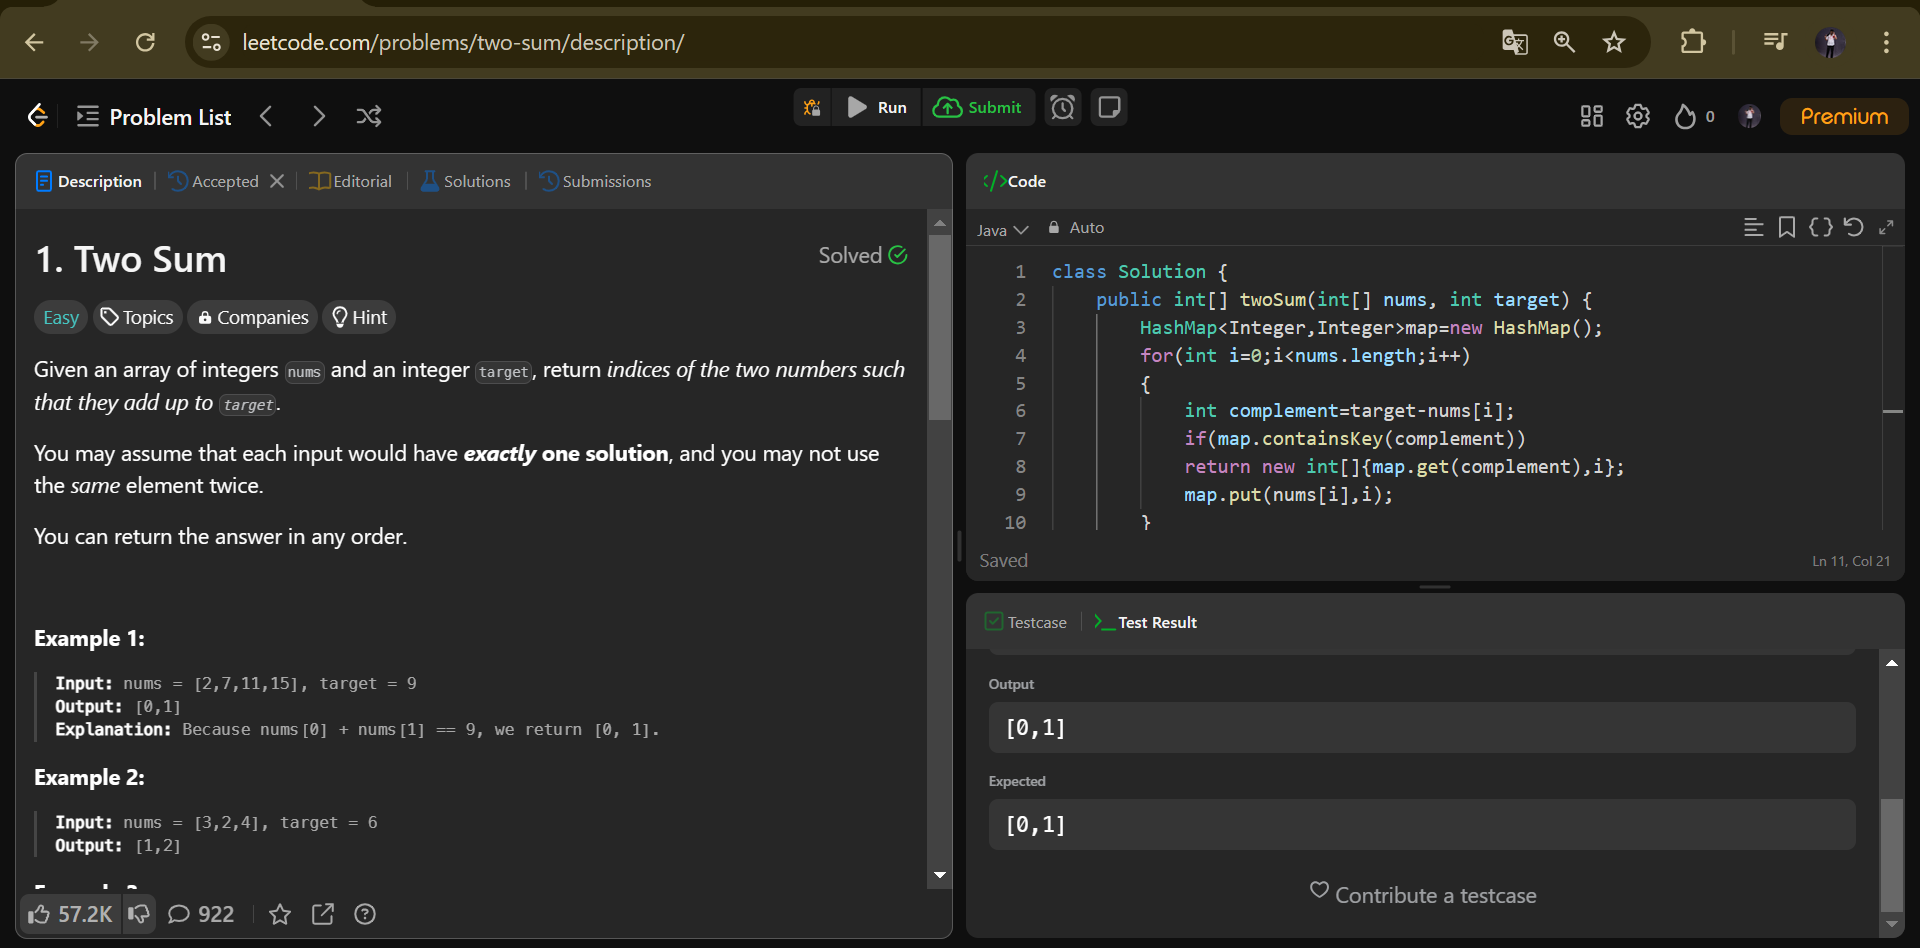 leetcode.com/problems/two-sum/description/
Problem List
Run
Submit
0
Premium
Description
Accepted
Editorial
Solutions
Submissions
1. Two Sum
Solved
Easy
Topics
Companies
Hint
Given an array of integers nums and an integer target, return indices of the two numbers such
that they add up to target.
You may assume that each input would have exactly one solution, and you may not use
the same element twice.
You can return the answer in any order.
Example 1:
Input: nums = [2,7,11,15], target = 9
Output: [0,1]
Explanation: Because nums[0] + nums[1] == 9, we return [0, 1].
Example 2:
Input: nums = [3,2,4], target = 6
Output: [1,2]
57.2K
922
</>Code
Java
Auto
1 class Solution {
2 public int[] twoSum(int[] nums, int target) {
3 HashMap<Integer,Integer>map=new HashMap();
4 for(int i=0;i<nums.length;i++)
5 {
6 int complement=target-nums[i];
7 if(map.containsKey(complement))
8 return new int[]{map.get(complement),i};
9 map.put(nums[i],i);
10 }
Saved
Ln 11, Col 21
Testcase
>_Test Result
Output
[0,1]
Expected
[0,1]
Contribute a testcase